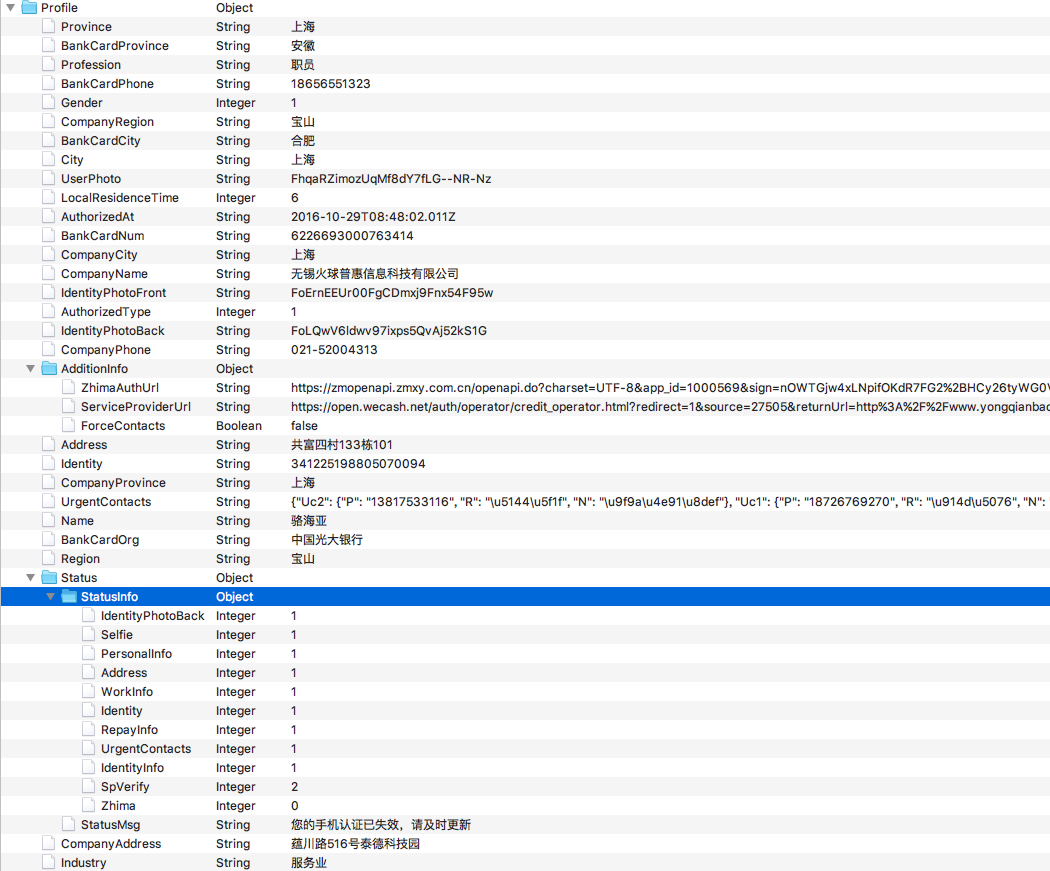 Profile Object
Province String 上海
BankCardProvince String 安徽
Profession String 职员
BankCardPhone String 18656551323
Gender Integer 1
CompanyRegion String 宝山
BankCardCity String 合肥
City String 上海
UserPhoto String FhqaRZimozUqMf8dY7fLG--NR-Nz
LocalResidenceTime Integer 6
AuthorizedAt String 2016-10-29T08:48:02.011Z
BankCardNum String 6226693000763414
CompanyCity String 上海
CompanyName String 无锡火球普惠信息科技有限公司
IdentityPhotoFront String FoErnEEUr00FgCDmxj9Fnx54F95w
AuthorizedType Integer 1
IdentityPhotoBack String FoLQwV6Idwv97ixps5QvAj52kS1G
CompanyPhone String 021-52004313
AdditionInfo Object
ZhimaAuthUrl String https://zmopenapi.zmxy.com.cn/openapi.do?charset=UTF-8&app_id=1000569&sign=nOWTGjw4xLNpifOKdR7FG2%2BHCy26tyWG0V
ServiceProviderUrl String https://open.wecash.net/auth/operator/credit_operator.html?redirect=1&source=27505&returnUrl=http%3A%2F%2Fwww.yongqianbao
ForceContacts Boolean false
Address String 共富四村133栋101
Identity String 341225198805070094
CompanyProvince String 上海
UrgentContacts String {"Uc2": {"P": "13817533116", "R": "\u5144\u5f1f", "N": "\u9f9a\u4e91\u8def"}, "Uc1": {"P": "18726769270", "R": "\u914d\u5076", "N": "
Name String 骆海亚
BankCardOrg String 中国光大银行
Region String 宝山
Status Object
StatusInfo Object
IdentityPhotoBack Integer 1
Selfie Integer 1
PersonalInfo Integer 1
Address Integer 1
WorkInfo Integer 1
Identity Integer 1
RepayInfo Integer 1
UrgentContacts Integer 1
IdentityInfo Integer 1
SpVerify Integer 2
Zhima Integer 0
StatusMsg String 您的手机认证已失效，请及时更新
CompanyAddress String 蕴川路516号泰德科技园
Industry String 服务业